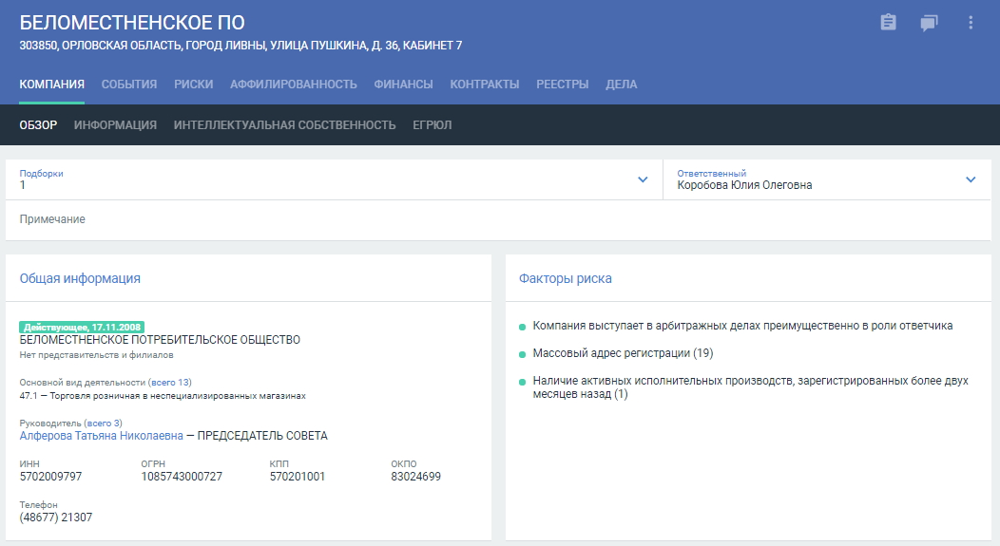 БЕЛОМЕСТНЕНСКОЕ ПО
303850, ОРЛОВСКАЯ ОБЛАСТЬ, ГОРОД ЛИВНЫ, УЛИЦА ПУШКИНА, Д. 36, КАБИНЕТ 7
КОМПАНИЯ СОБЫТИЯ РИСКИ АФФИЛИРОВАННОСТЬ ФИНАНСЫ КОНТРАКТЫ РЕЕСТРЫ ДЕЛА
ОБЗОР ИНФОРМАЦИЯ ИНТЕЛЛЕКТУАЛЬНАЯ СОБСТВЕННОСТЬ ЕГРЮЛ
Подборки
1
Ответственный
Коробова Юлия Олеговна
Примечание
Общая информация
Действующее, 17.11.2008
БЕЛОМЕСТНЕНСКОЕ ПОТРЕБИТЕЛЬСКОЕ ОБЩЕСТВО
Нет представительств и филиалов
Основной вид деятельности (всего 13)
47.1 — Торговля розничная в неспециализированных магазинах
Руководитель (всего 3)
Алферова Татьяна Николаевна — ПРЕДСЕДАТЕЛЬ СОВЕТА
ИНН ОГРН КПП ОКПО
5702009797 1085743000727 570201001 83024699
Телефон
(48677) 21307
Факторы риска
Компания выступает в арбитражных делах преимущественно в роли ответчика
Массовый адрес регистрации (19)
Наличие активных исполнительных производств, зарегистрированных более двух
месяцев назад (1)